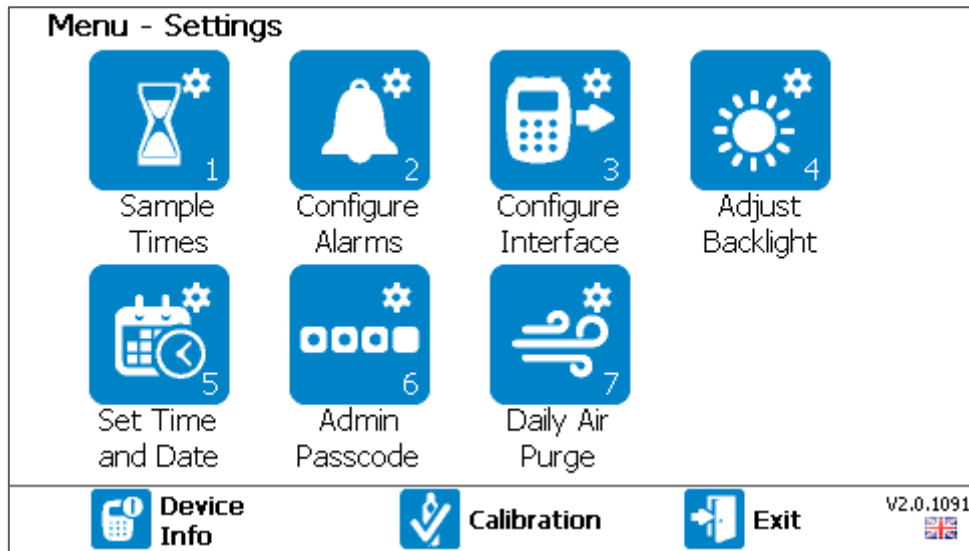 Menu - Settings
1
2
3
4
Sample
Times
Configure
Alarms
Configure
Interface
Adjust
Backlight
5
6
7
Set Time
and Date
Admin
Passcode
Daily Air
Purge
Device
Info
Calibration
Exit
V2.0.1091